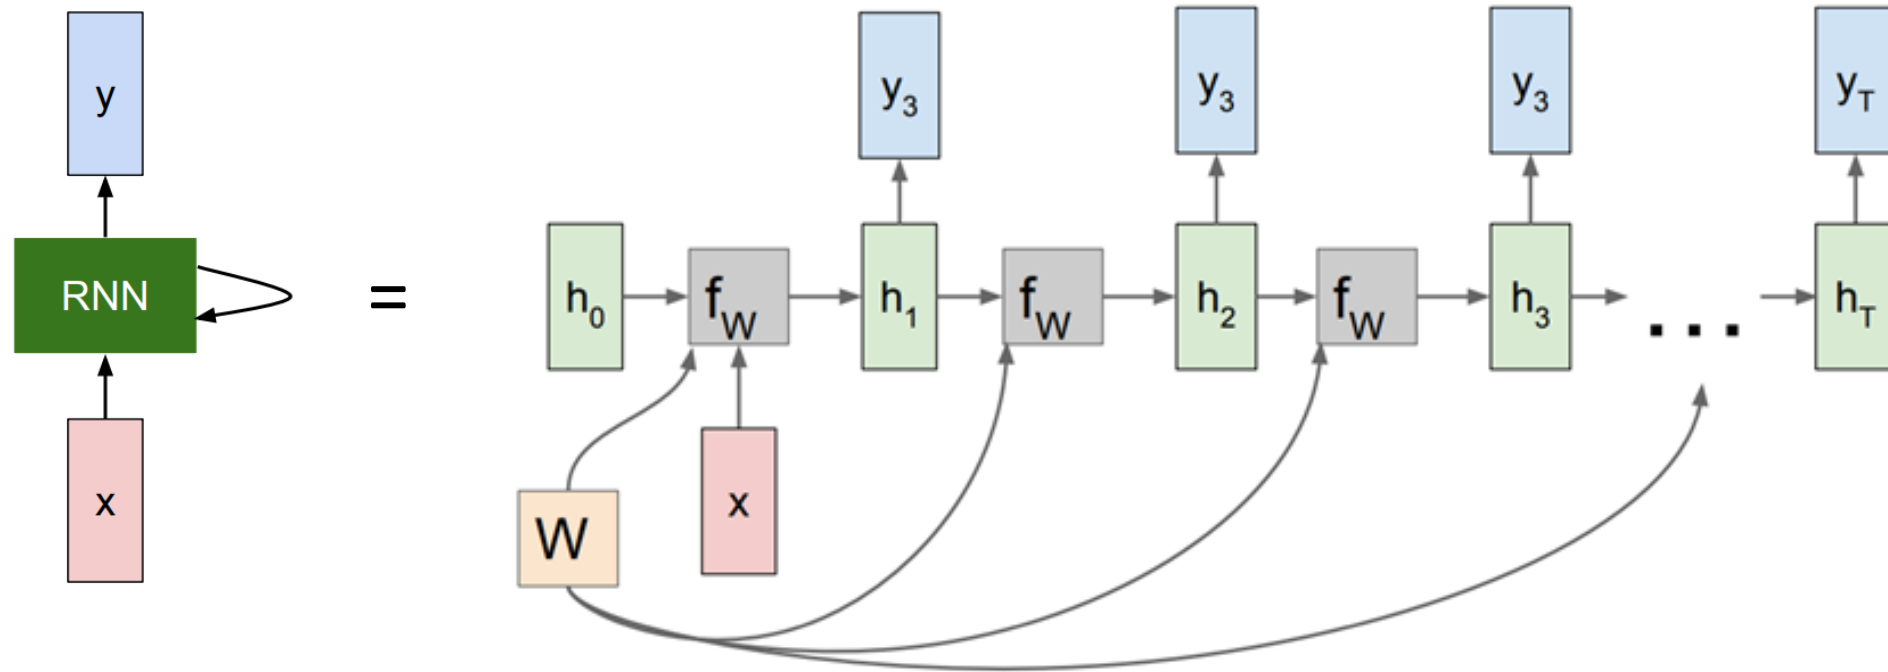 y
RNN
x
=
y3
y3
y3
yT
h0
fW
h1
fW
h2
fW
h3
...
hT
W
x